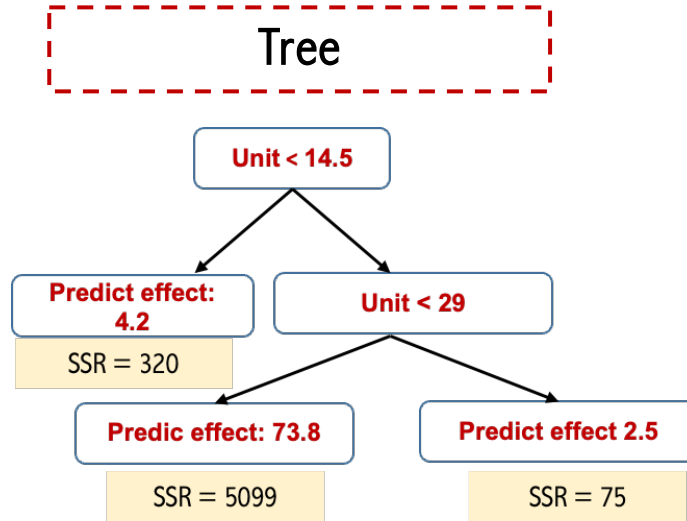 Tree
Unit < 14.5
Predict effect:
4.2
Unit < 29
SSR = 320
Predic effect: 73.8
Predict effect 2.5
SSR = 5099
SSR = 75